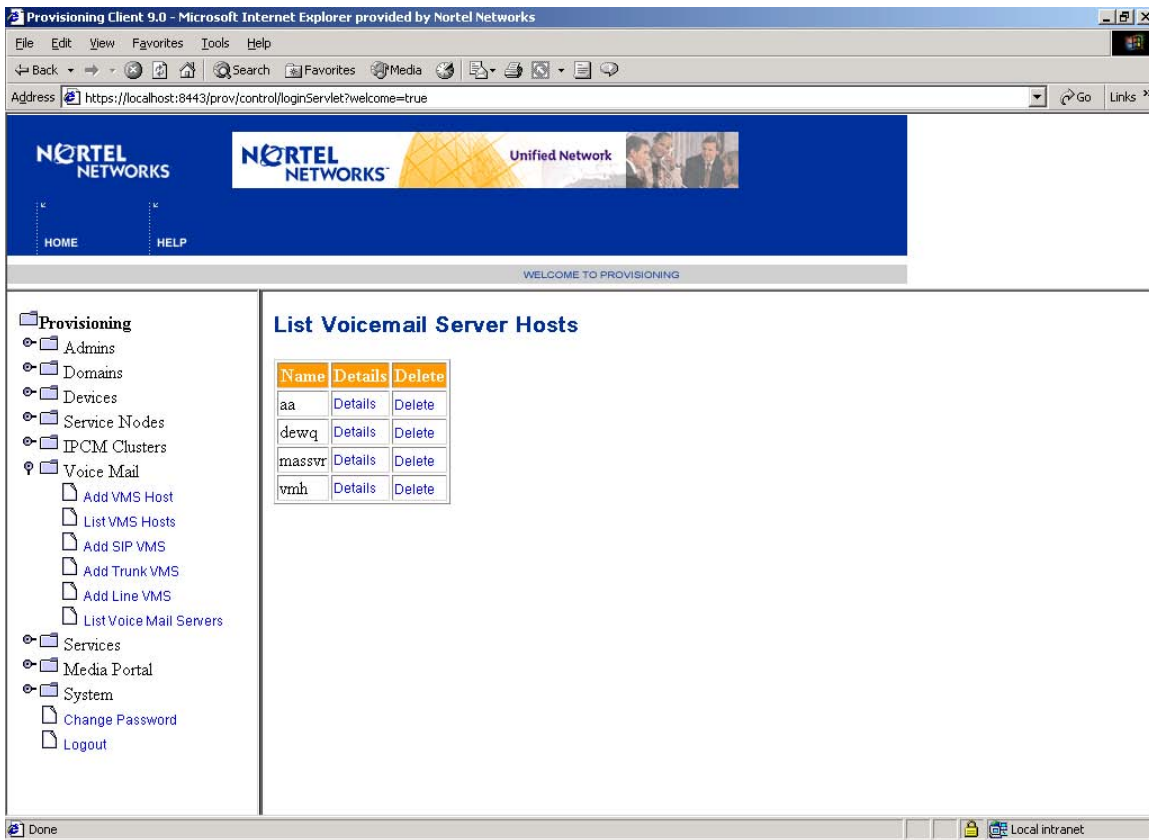 Provisioning Client 9.0 - Microsoft Internet Explorer provided by Nortel Networks
File Edit View Favorites Tools Help
Back Search Favorites Media
Address https://localhost:8443/prov/control/loginServlet?welcome=true Go Links »
NORTEL NETWORKS
NORTEL NETWORKS™ Unified Network
HOME HELP
WELCOME TO PROVISIONING
Provisioning
Admins
Domains
Devices
Service Nodes
IPCM Clusters
Voice Mail
Add VMS Host
List VMS Hosts
Add SIP VMS
Add Trunk VMS
Add Line VMS
List Voice Mail Servers
Services
Media Portal
System
Change Password
Logout
List Voicemail Server Hosts
Name Details Delete
aa Details Delete
dewq Details Delete
massvr Details Delete
vmh Details Delete
Done Local intranet